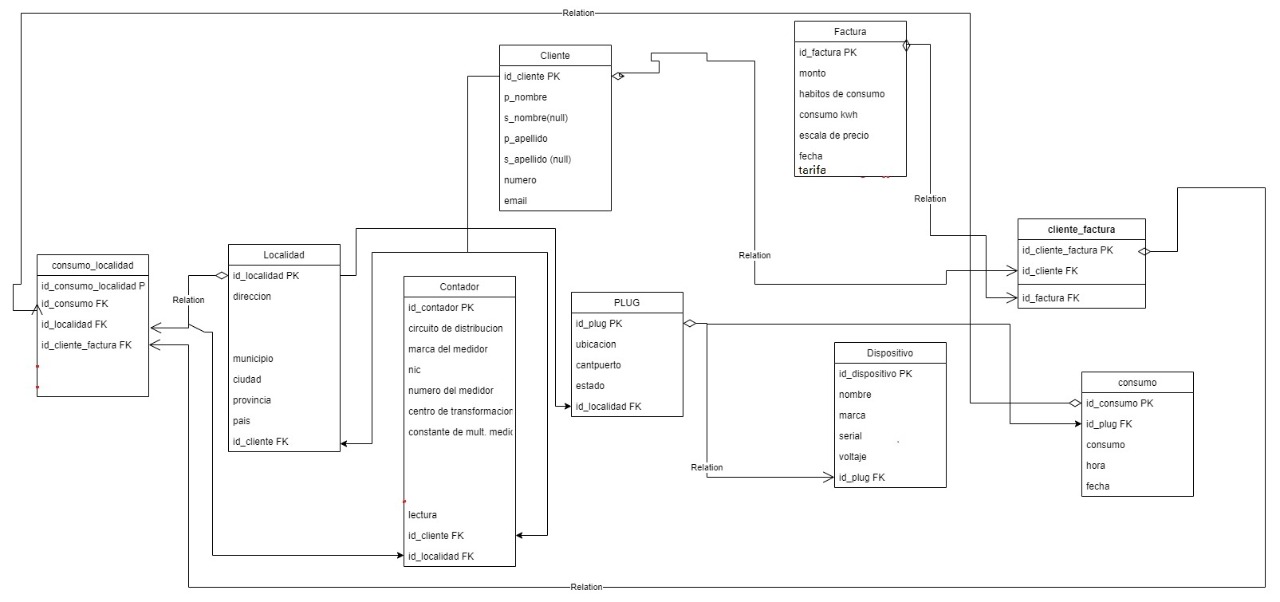 Relation
Factura
id_factura PK
monto
habitos de consumo
consumo kwh
escala de precio
fecha
tarifa
Cliente
id_cliente PK
p_nombre
s_nombre(null)
p_apellido
s_apellido (null)
numero
email
Relation
Relation
cliente_factura
id_cliente_factura PK
id_cliente FK
id_factura FK
consumo_localidad
id_consumo_localidad P
id_consumo FK
id_localidad FK
id_cliente_factura FK
Relation
Localidad
id_localidad PK
direccion
municipio
ciudad
provincia
pais
id_cliente FK
Contador
id_contador PK
circuito de distribucion
marca del medidor
nic
numero del medidor
centro de transformacion
constante de mult. medic
lectura
id_cliente FK
id_localidad FK
PLUG
id_plug PK
ubicacion
cantpuerto
estado
id_localidad FK
Relation
Dispositivo
id_dispositivo PK
nombre
marca
serial
voltaje
id_plug FK
consumo
id_consumo PK
id_plug FK
consumo
hora
fecha
Relation